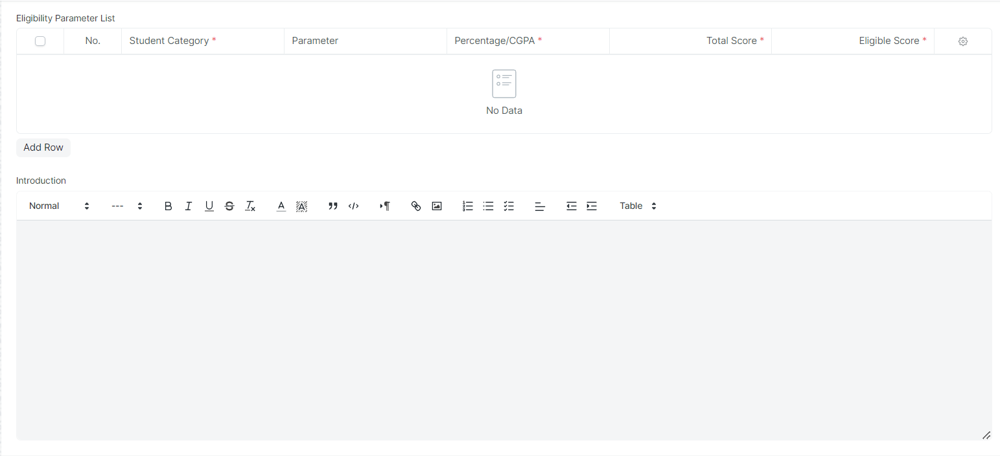 Eligibility Parameter List
No. Student Category * Parameter Percentage/CGPA * Total Score * Eligible Score *
No Data
Add Row
Introduction
Normal --- Table